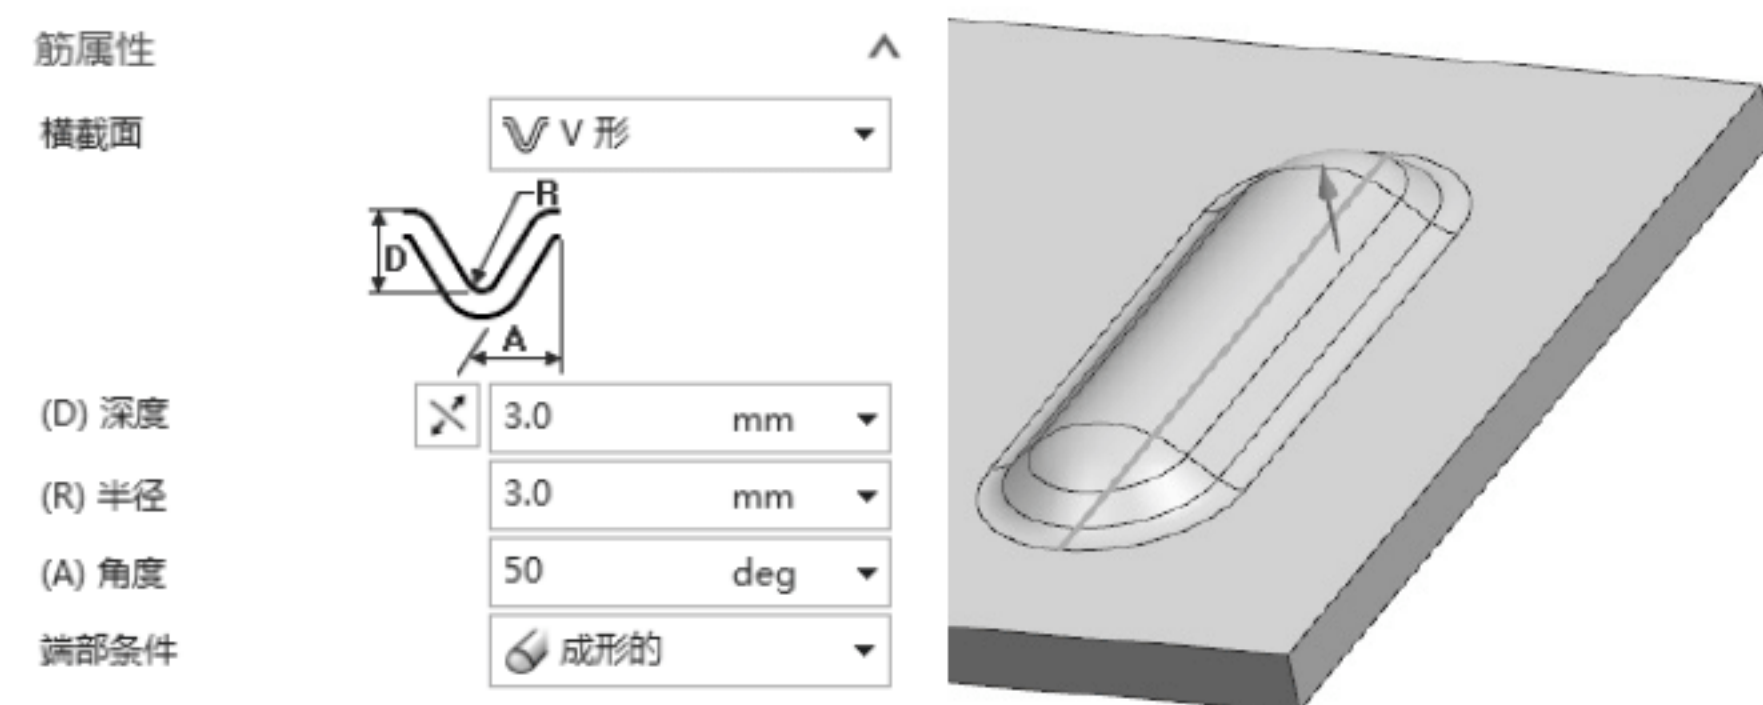 筋属性
横截面 V 形
R
D
A
(D) 深度 3.0 mm
(R) 半径 3.0 mm
(A) 角度 50 deg
端部条件 成形的